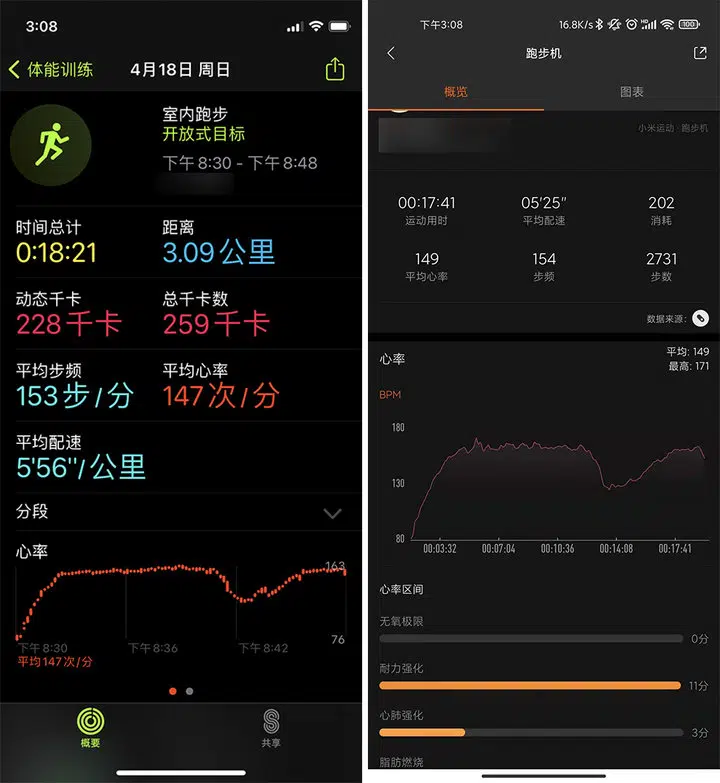 3:08
体能训练
4月18日 周日
室内跑步
开放式目标
下午 8:30 - 下午 8:48
时间总计
0:18:21
距离
3.09公里
动态千卡
228千卡
总千卡数
259千卡
平均步频
153步/分
平均心率
147次/分
平均配速
5'56"/公里
分段
心率
163
76
下午 8:30
下午 8:36
下午 8:42
平均147次/分
概要
共享
下午3:08
16.8K/s
HD
100
跑步机
概览
图表
小米运动 跑步机
00:17:41
05'25"
202
运动用时
平均配速
消耗
149
154
2731
平均心率
步频
步数
数据来源:
心率
平均: 149
最高: 171
BPM
180
130
80
00:03:32
00:07:04
00:10:36
00:14:08
00:17:41
心率区间
无氧极限
0分
耐力强化
11分
心肺强化
3分
脂肪燃烧